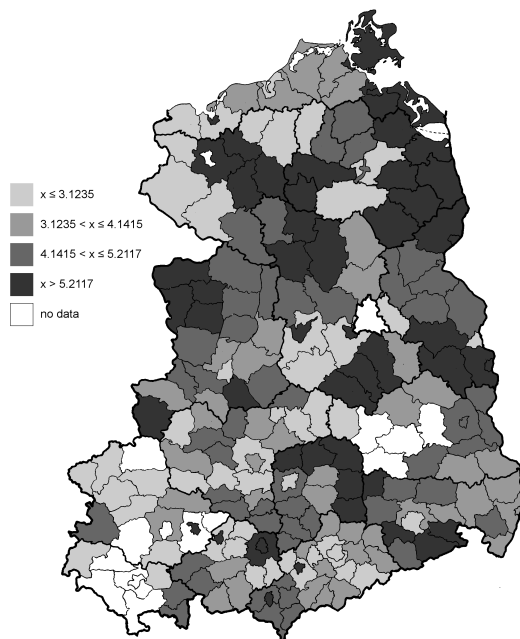 x ≤ 3.1235
3.1235 < x ≤ 4.1415
4.1415 < x ≤ 5.2117
x > 5.2117
no data